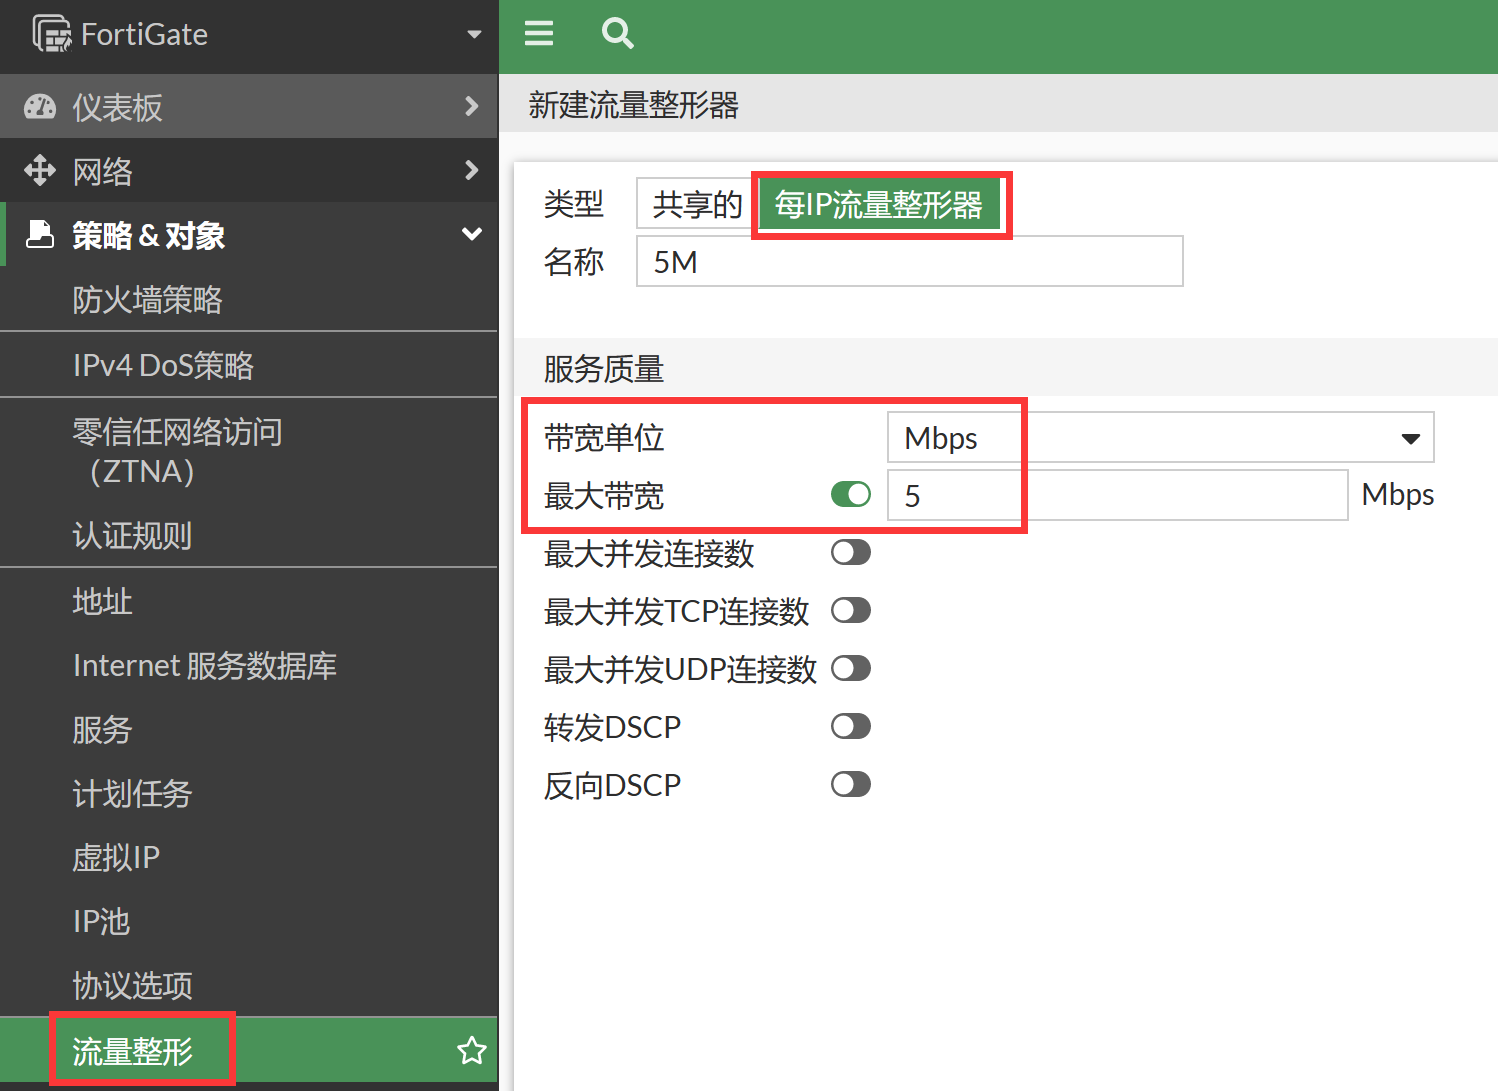 FortiGate
仪表板
网络
策略 & 对象
防火墙策略
IPv4 DoS策略
零信任网络访问
（ZTNA）
认证规则
地址
Internet 服务数据库
服务
计划任务
虚拟IP
IP池
协议选项
流量整形
新建流量整形器
类型 共享的 每IP流量整形器
名称 5M
服务质量
带宽单位 Mbps
最大带宽 5 Mbps
最大并发连接数
最大并发TCP连接数
最大并发UDP连接数
转发DSCP
反向DSCP